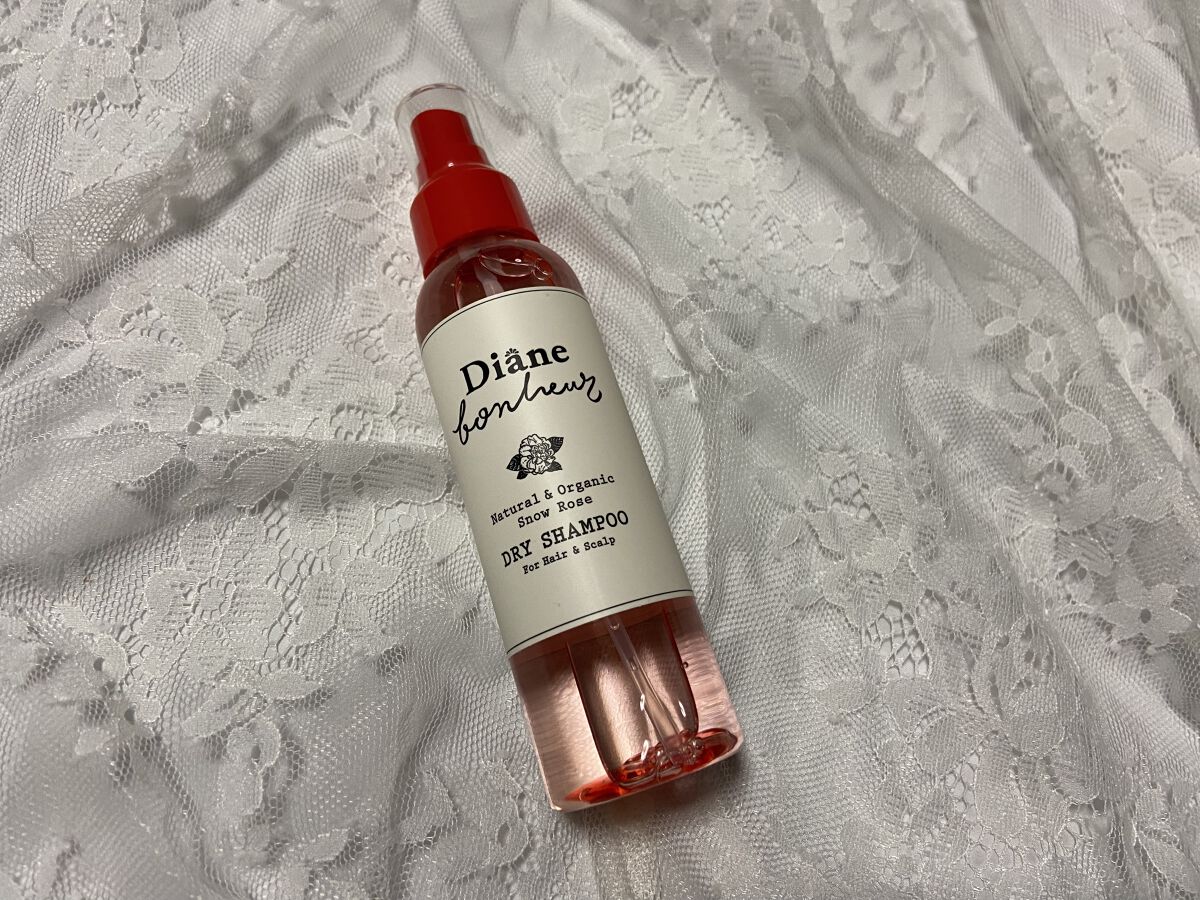 Diane
bonheur
Natural & Organic
Snow Rose
DRY SHAMPOO
For Hair & Scalp